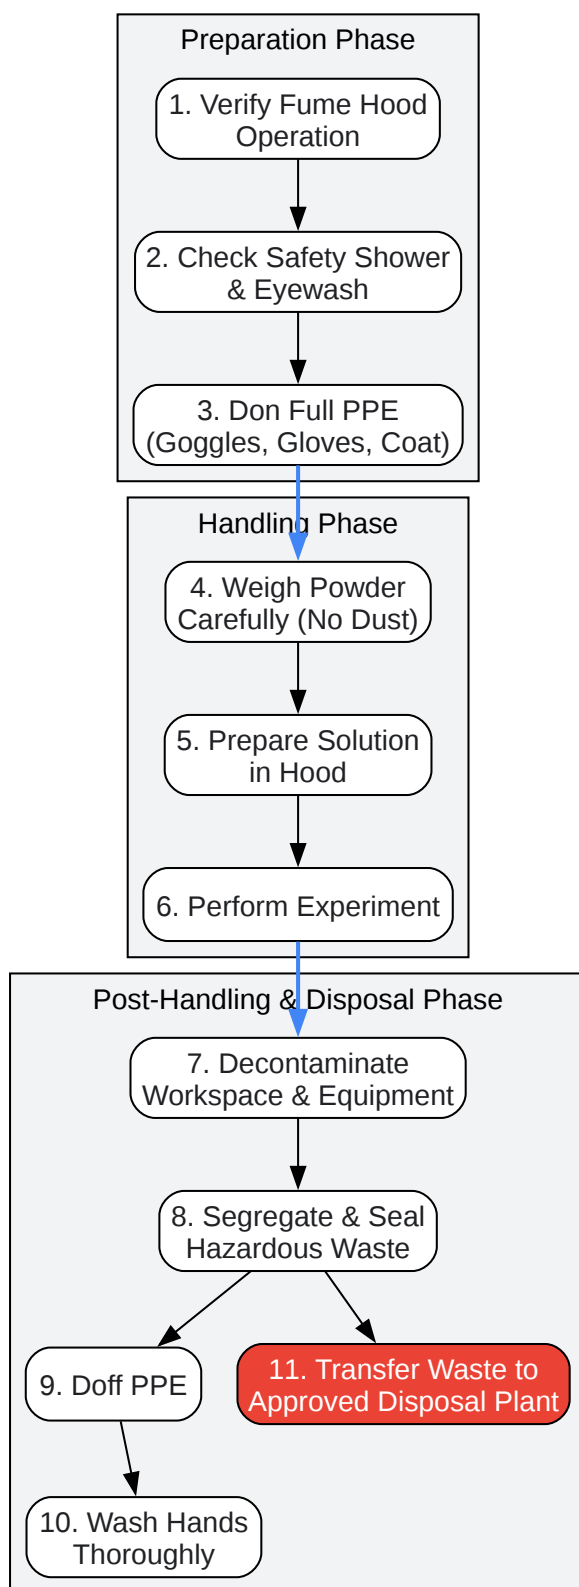 Preparation Phase
1. Verify Fume Hood
Operation
2. Check Safety Shower
& Eyewash
3. Don Full PPE
(Goggles, Gloves, Coat)
Handling Phase
4. Weigh Powder
Carefully (No Dust)
5. Prepare Solution
in Hood
6. Perform Experiment
Post-Handling & Disposal Phase
7. Decontaminate
Workspace & Equipment
8. Segregate & Seal
Hazardous Waste
9. Doff PPE
11. Transfer Waste to
Approved Disposal Plant
10. Wash Hands
Thoroughly